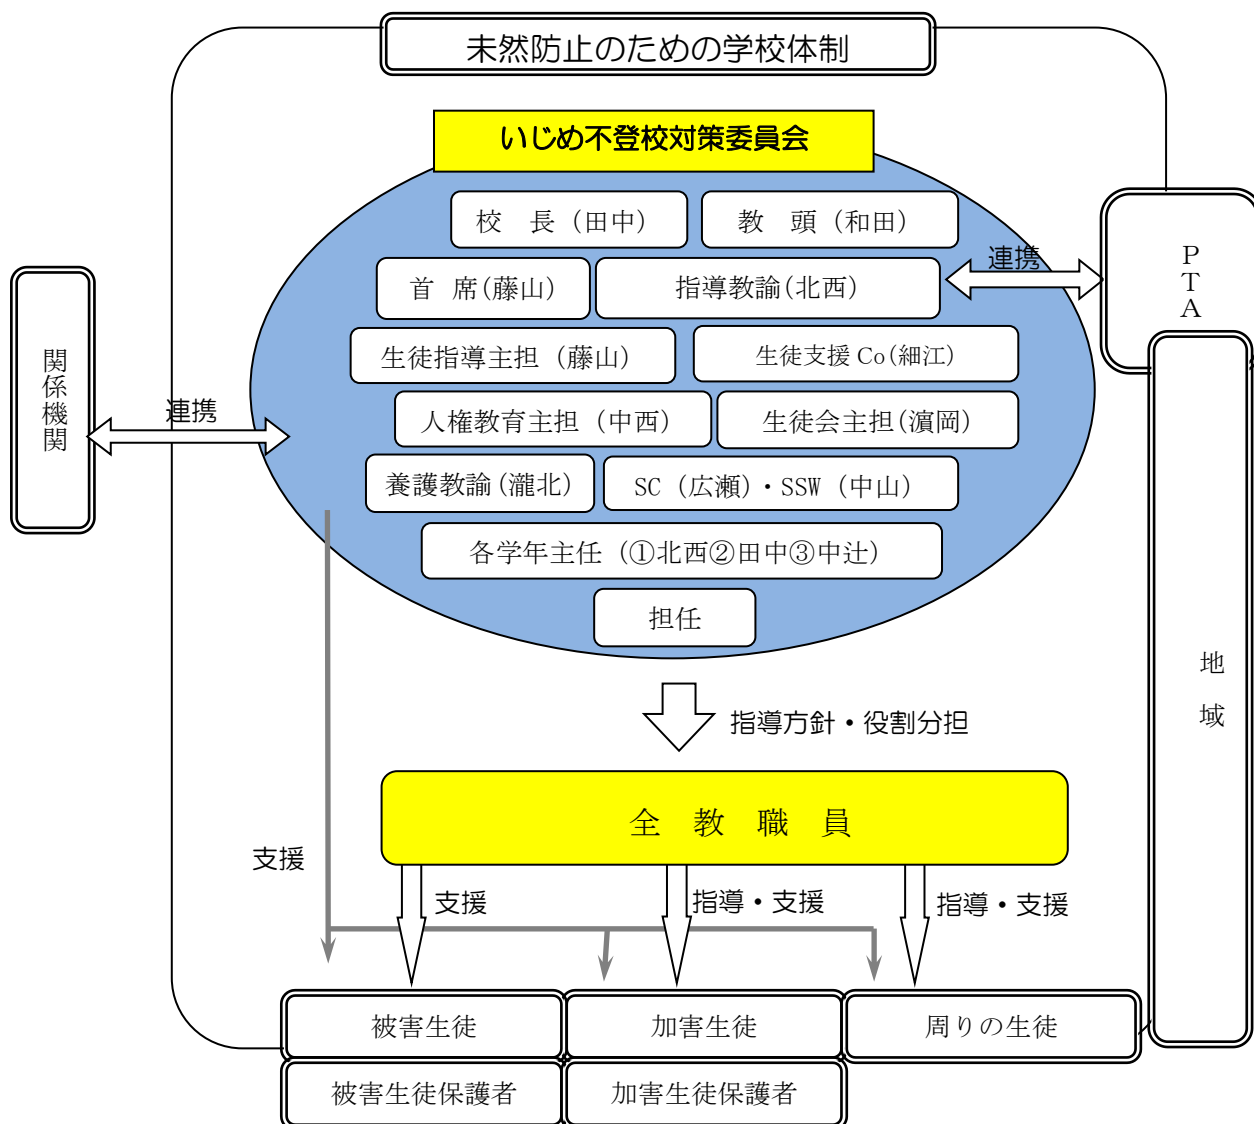 未然防止のための学校体制
いじめ不登校対策委員会
校　長（田中）
教　頭（和田）
首 席(藤山)
指導教諭(北西)
連携
PTA
生徒指導主担（藤山）
生徒支援 Co(細江)
関係機関
連携
人権教育主担（中西）
生徒会主担(濵岡)
養護教諭(瀧北)
SC（広瀬）・SSW（中山）
各学年主任（①北西②田中③中辻）
担任
地域
指導方針・役割分担
全　教　職　員
支援
支援
指導・支援
指導・支援
被害生徒
加害生徒
周りの生徒
被害生徒保護者
加害生徒保護者